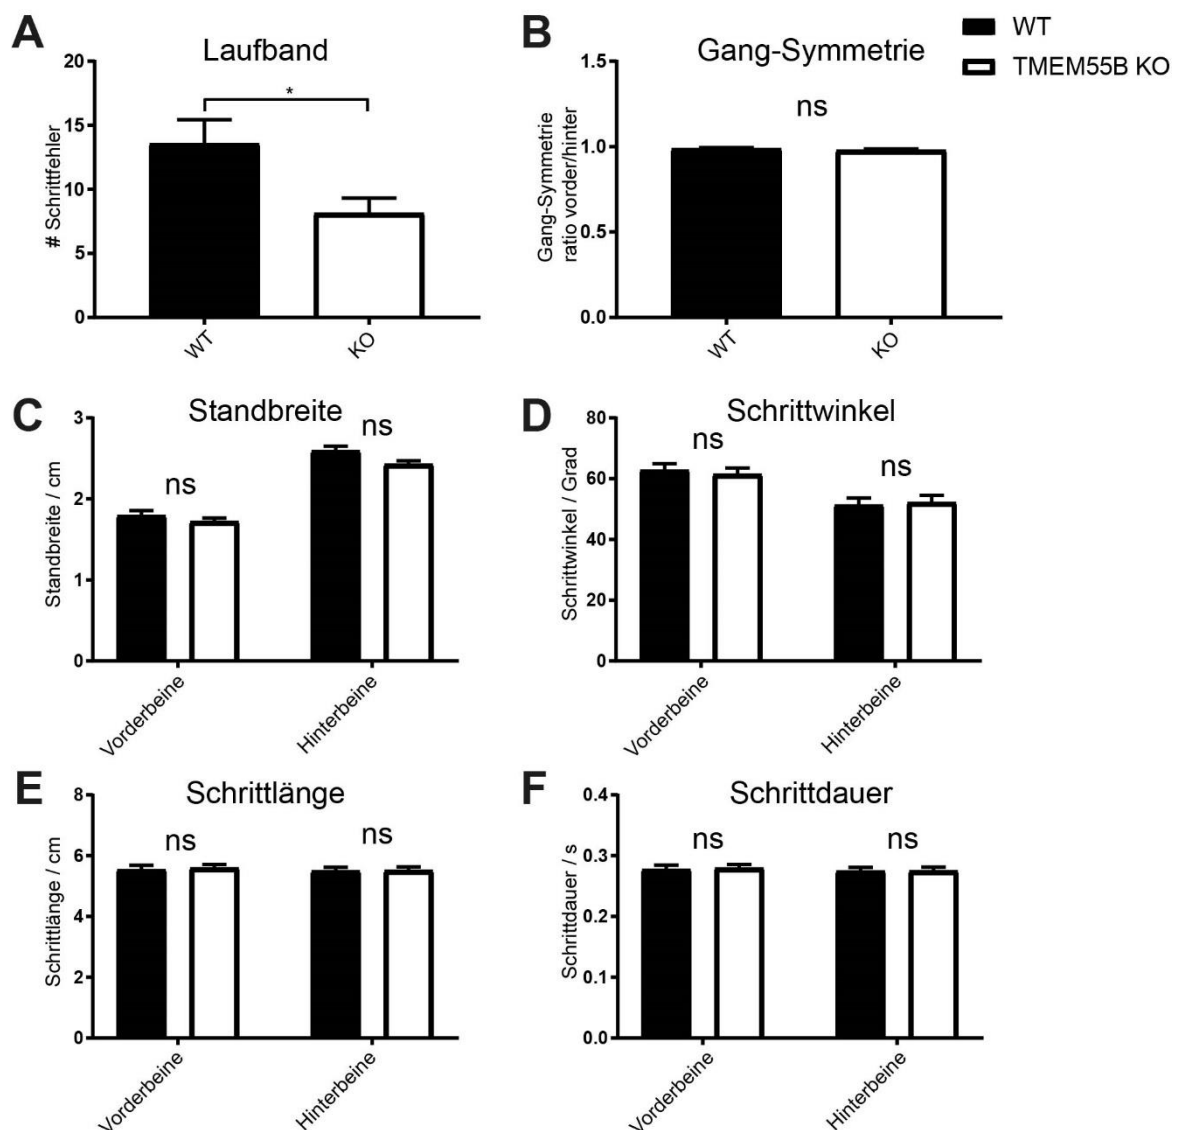 A
Laufband
# Schrittfehler
20
15
10
5
0
*
WT
KO
B
Gang-Symmetrie
WT
TMEM55B KO
Gang-Symmetrie
ratio vorder/hinter
1.5
1.0
0.5
0.0
ns
WT
KO
C
Standbreite
Standbreite / cm
3
2
1
0
ns
ns
Vorderbeine
Hinterbeine
D
Schrittwinkel
Schrittwinkel / Grad
80
60
40
20
0
ns
ns
Vorderbeine
Hinterbeine
E
Schrittlänge
Schrittlänge / cm
8
6
4
2
0
ns
ns
Vorderbeine
Hinterbeine
F
Schrittdauer
Schrittdauer / s
0.4
0.3
0.2
0.1
0.0
ns
ns
Vorderbeine
Hinterbeine